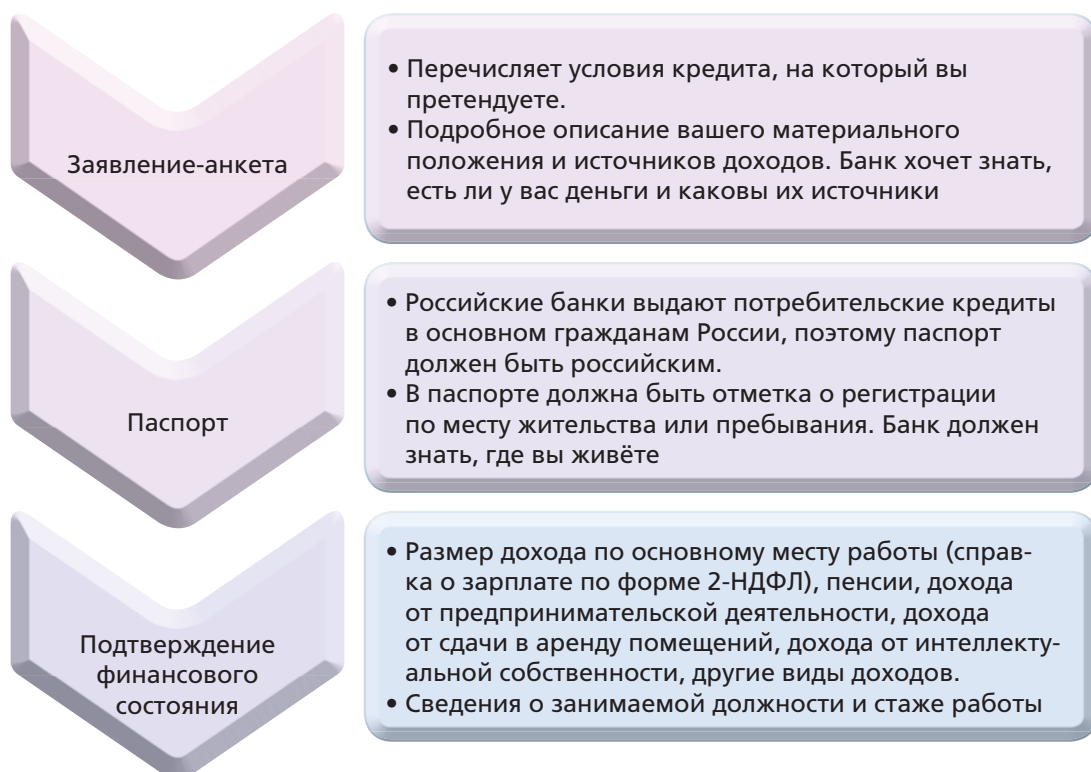 Заявление-анкета
• Перечисляет условия кредита, на который вы
претендуете.
• Подробное описание вашего материального
положения и источников доходов. Банк хочет знать,
есть ли у вас деньги и каковы их источники
Паспорт
• Российские банки выдают потребительские кредиты
в основном гражданам России, поэтому паспорт
должен быть российским.
• В паспорте должна быть отметка о регистрации
по месту жительства или пребывания. Банк должен
знать, где вы живёте
Подтверждение
финансового
состояния
• Размер дохода по основному месту работы (справ-
ка о зарплате по форме 2-НДФЛ), пенсии, дохода
от предпринимательской деятельности, дохода
от сдачи в аренду помещений, дохода от интеллекту-
альной собственности, другие виды доходов.
• Сведения о занимаемой должности и стаже работы